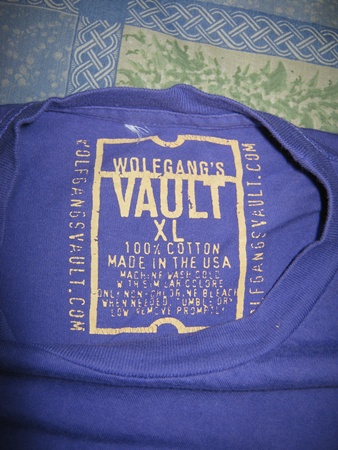 WOLFGANG'S
VAULT
XL
100% COTTON
MADE IN THE USA
MACHINE WASH COLD
WITH SIMILAR COLORS
ONLY NON-CHLORINE BLEACH
WHEN NEEDED, TUMBLE DRY
LOW, REMOVE PROMPTLY
WOLFGANGSVAULT.COM
WOLFGANGSVAULT.COM